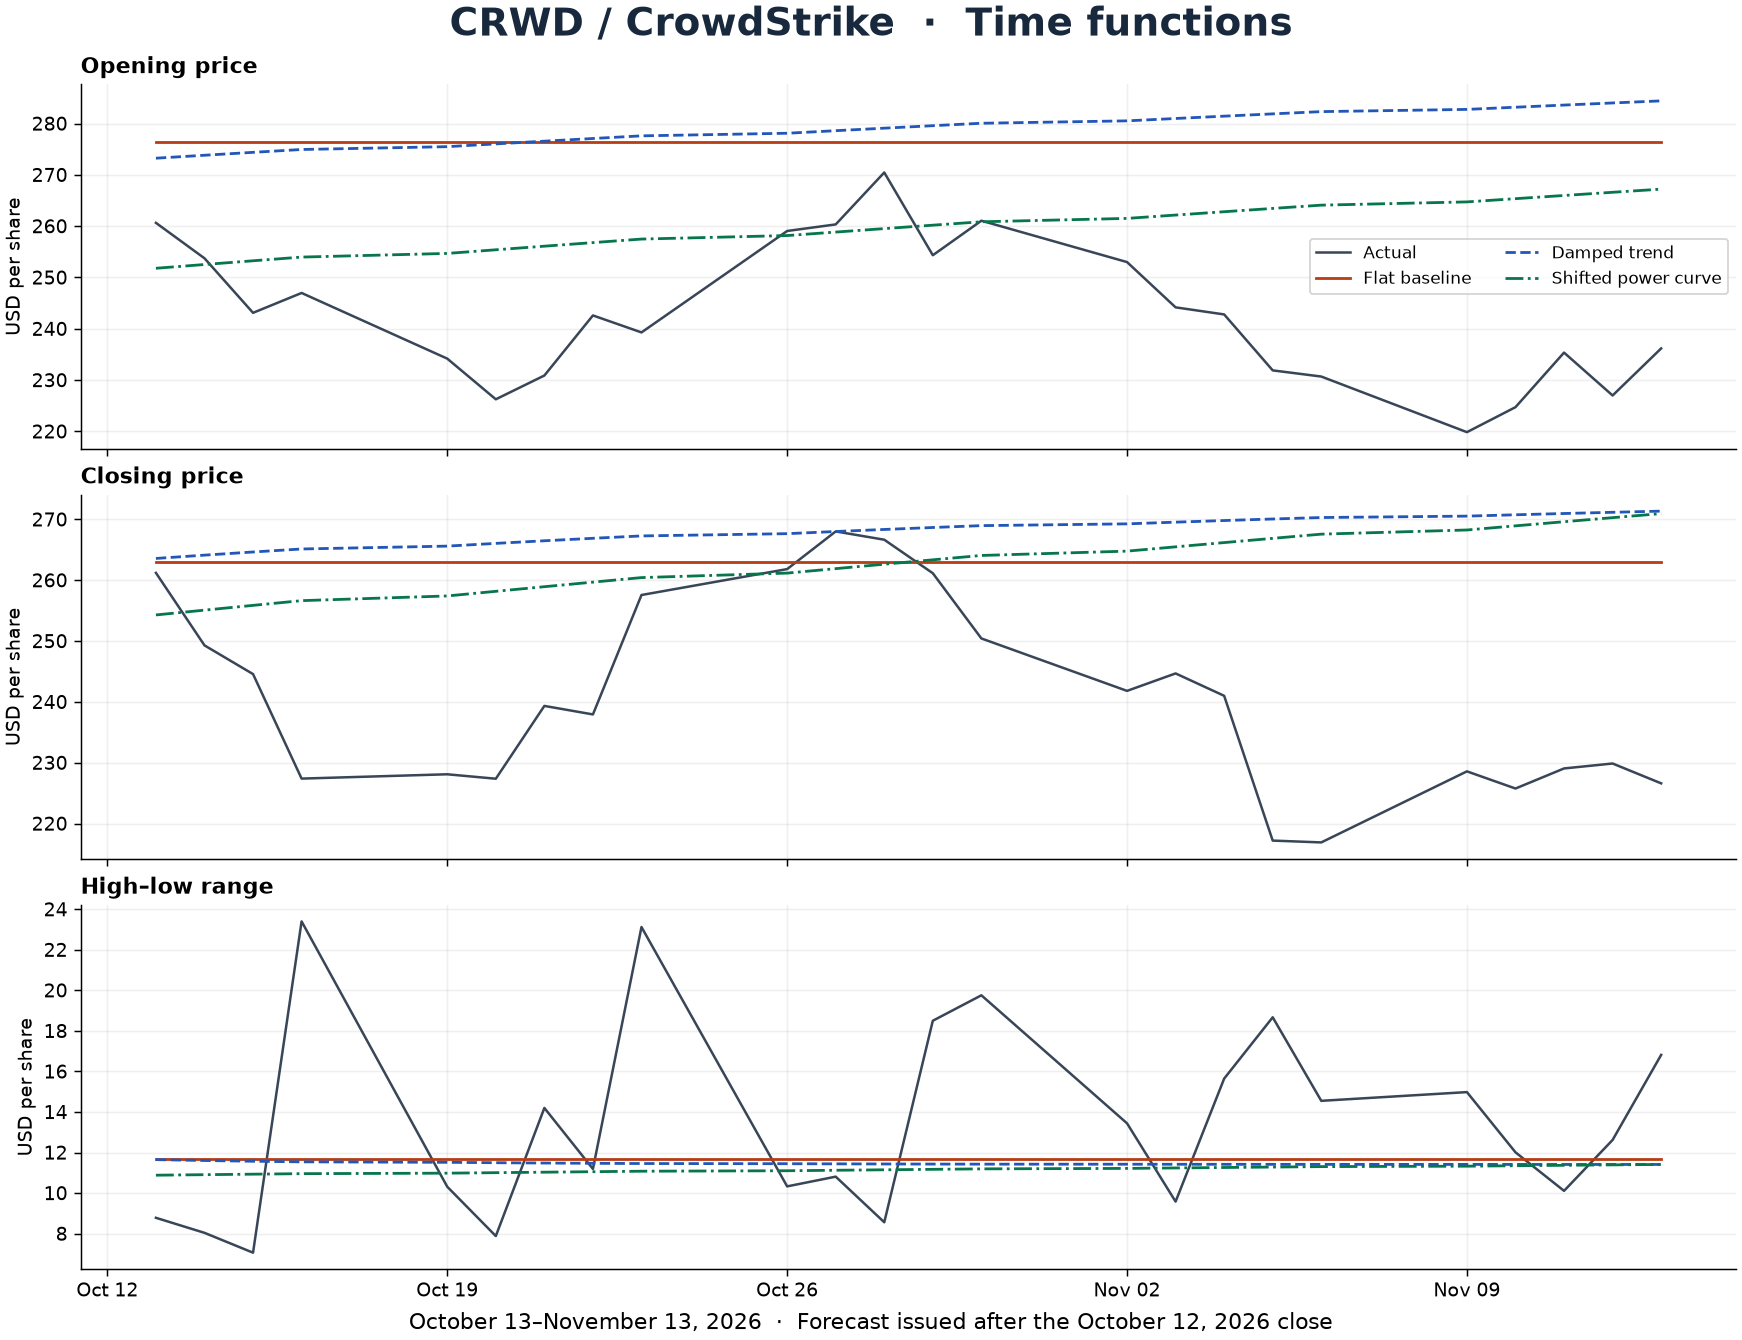 CRWD / CrowdStrike · Time functions
Opening price
USD per share
280
270
260
250
240
230
220
Actual
Flat baseline
Damped trend
Shifted power curve
Closing price
USD per share
270
260
250
240
230
220
High–low range
USD per share
24
22
20
18
16
14
12
10
8
Oct 12
Oct 19
Oct 26
Nov 02
Nov 09
October 13–November 13, 2026 · Forecast issued after the October 12, 2026 close